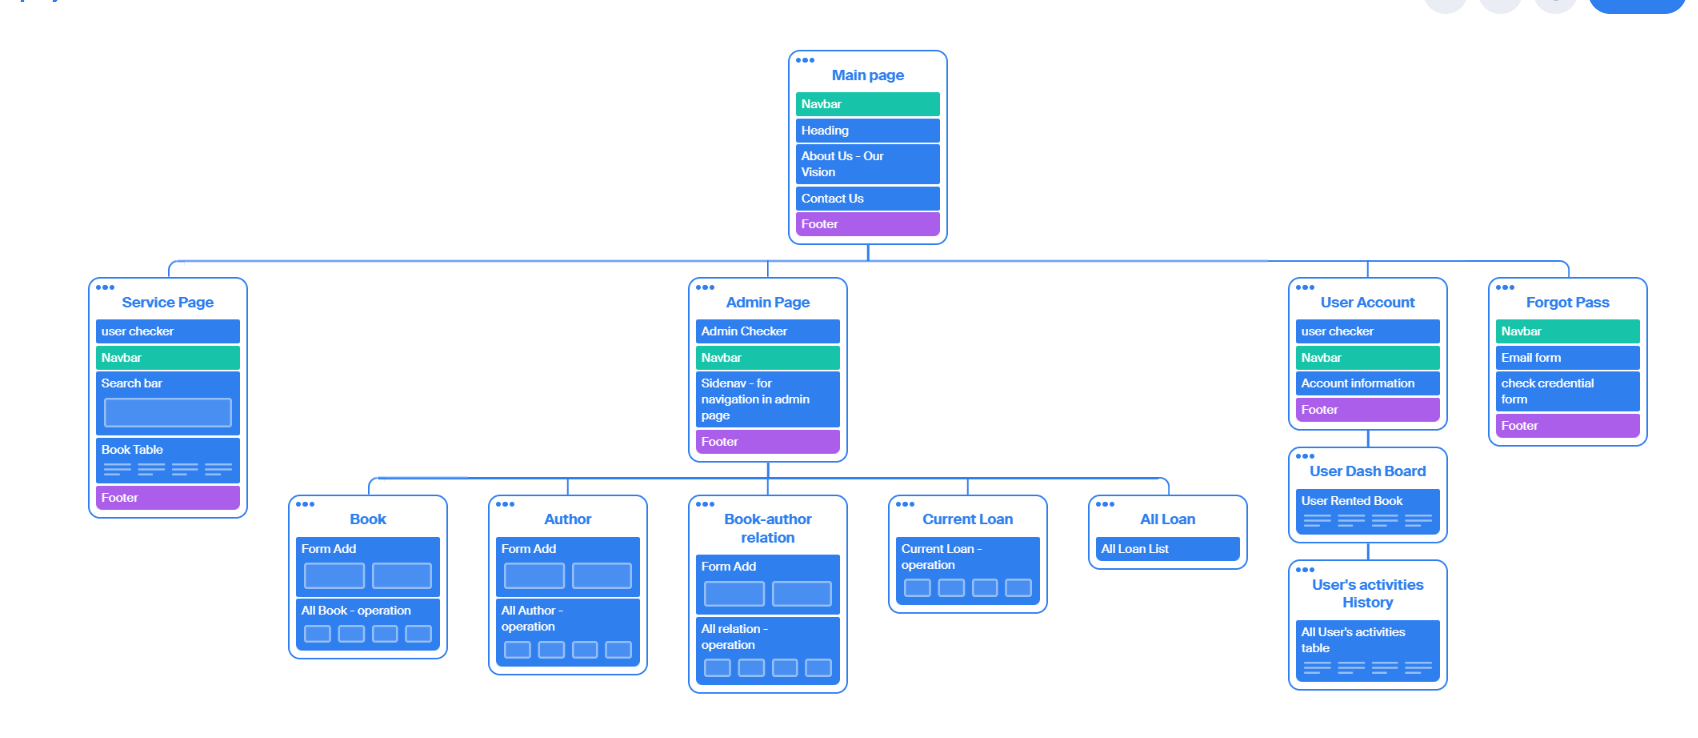 Main page
Navbar
Heading
About Us - Our
Vision
Contact Us
Footer
Service Page
user checker
Navbar
Search bar
Book Table
Footer
Admin Page
Admin Checker
Navbar
Sidenav - for
navigation in admin
page
Footer
User Account
user checker
Navbar
Account information
Footer
Forgot Pass
Navbar
Email form
check credential
form
Footer
Book
Form Add
All Book - operation
Author
Form Add
All Author -
operation
Book-author
relation
Form Add
All relation -
operation
Current Loan
Current Loan -
operation
All Loan
All Loan List
User Dash Board
User Rented Book
User's activities
History
All User's activities
table